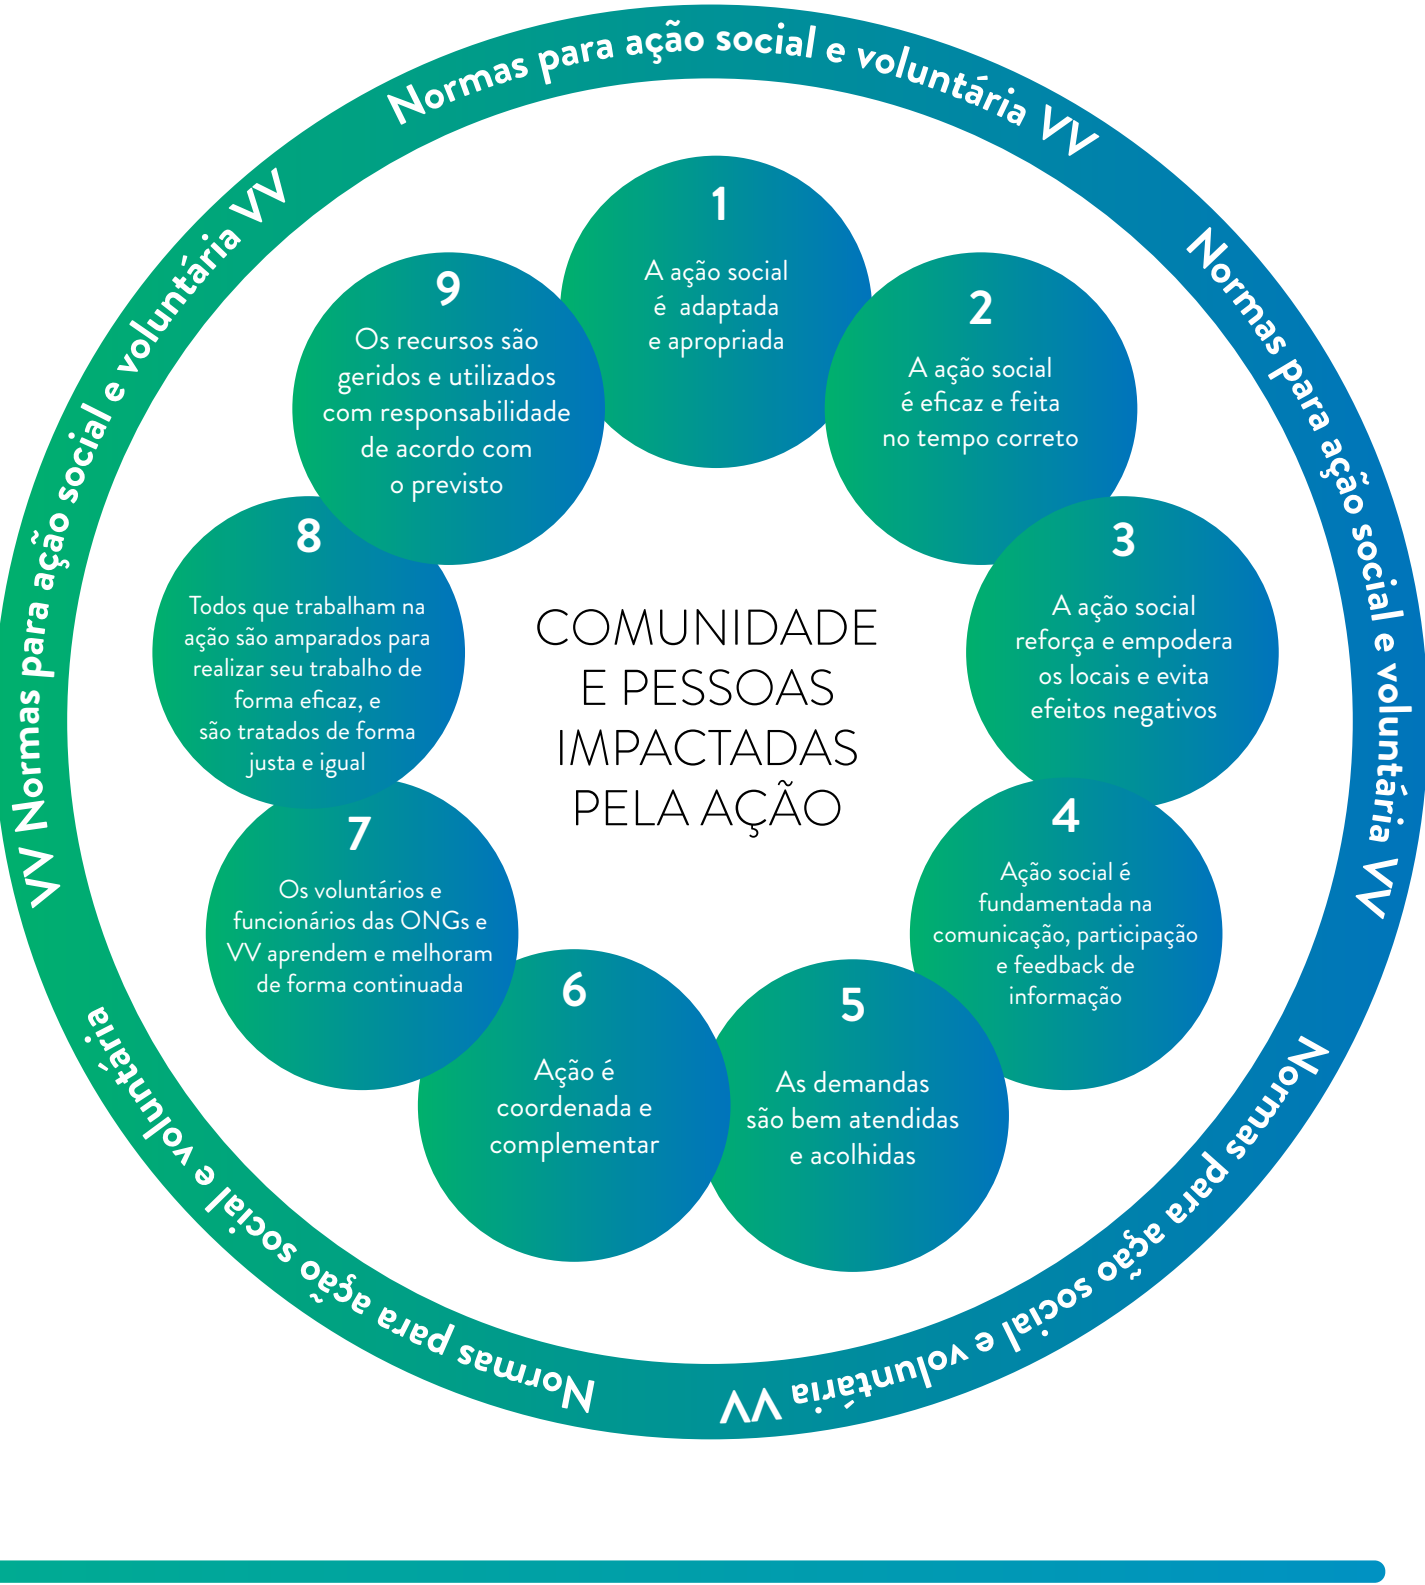 Normas para ação social e voluntária VV
Normas para ação social e voluntária VV
Normas para ação social e voluntária VV
Normas para ação social e voluntária
VV Normas para ação social e voluntária VV
1
A ação social
é adaptada
e apropriada
2
A ação social
é eficaz e feita
no tempo correto
3
A ação social
reforça e empodera
os locais e evita
efeitos negativos
4
Ação social é
fundamentada na
comunicação, participação
e feedback de
informação
5
As demandas
são bem atendidas
e acolhidas
6
Ação é
coordenada e
complementar
7
Os voluntários e
funcionários das ONGs e
VV aprendem e melhoram
de forma continuada
8
Todos que trabalham na
ação são amparados para
realizar seu trabalho de
forma eficaz, e
são tratados de forma
justa e igual
9
Os recursos são
geridos e utilizados
com responsabilidade
de acordo com
o previsto
COMUNIDADE
E PESSOAS
IMPACTADAS
PELA AÇÃO